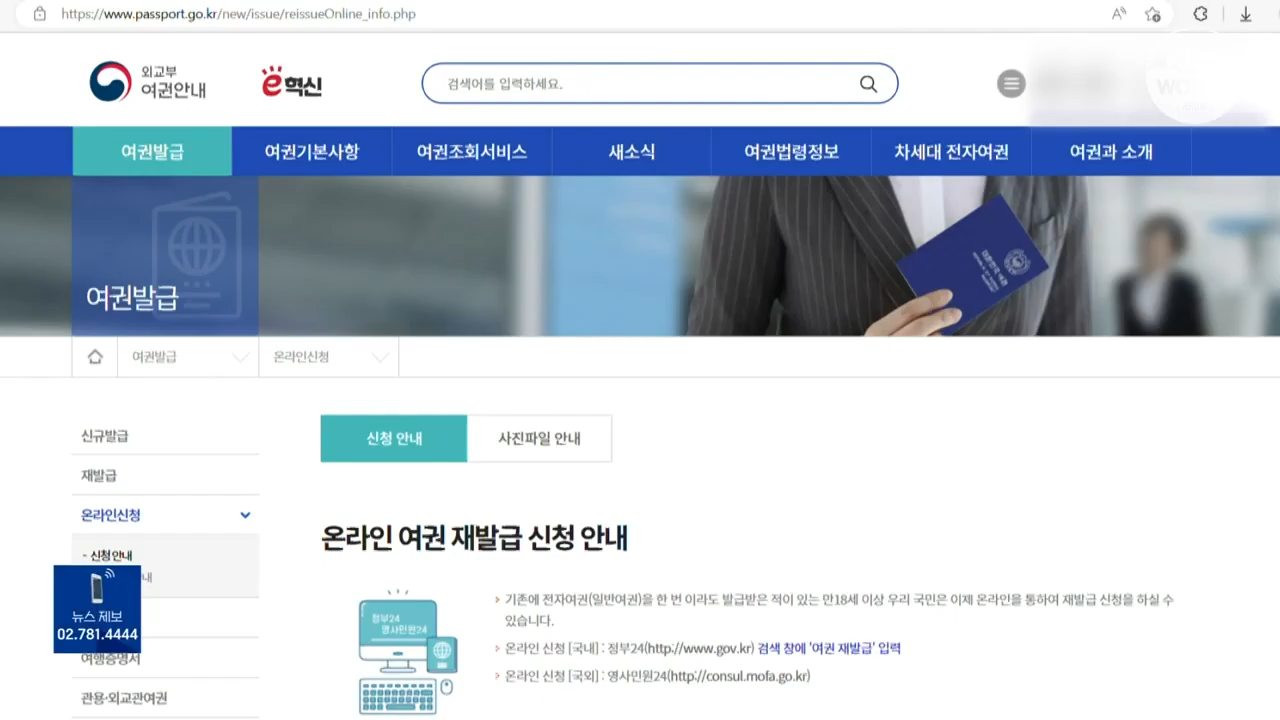 https://www.passport.go.kr/new/issue/reissueOnline_info.php
외교부
여권안내
e혁신
검색어를 입력하세요.
여권발급
여권기본사항
여권조회서비스
새소식
여권법령정보
차세대 전자여권
여권과 소개
여권발급
대한민국 여권
여권발급
온라인신청
신규발급
재발급
온라인신청
- 신청 안내
내
여행증명서
관용·외교관여권
뉴스 제보
02.781.4444
신청 안내
사진파일 안내
온라인 여권 재발급 신청 안내
정부24
영사민원24
기존에 전자여권(일반여권)을 한 번 이라도 발급받은 적이 있는 만18세 이상 우리 국민은 이제 온라인을 통하여 재발급 신청을 하실 수
있습니다.
온라인 신청 [국내] : 정부24(http://www.gov.kr) 검색 창에 '여권 재발급' 입력
온라인 신청 [국외] : 영사민원24(http://consul.mofa.go.kr)